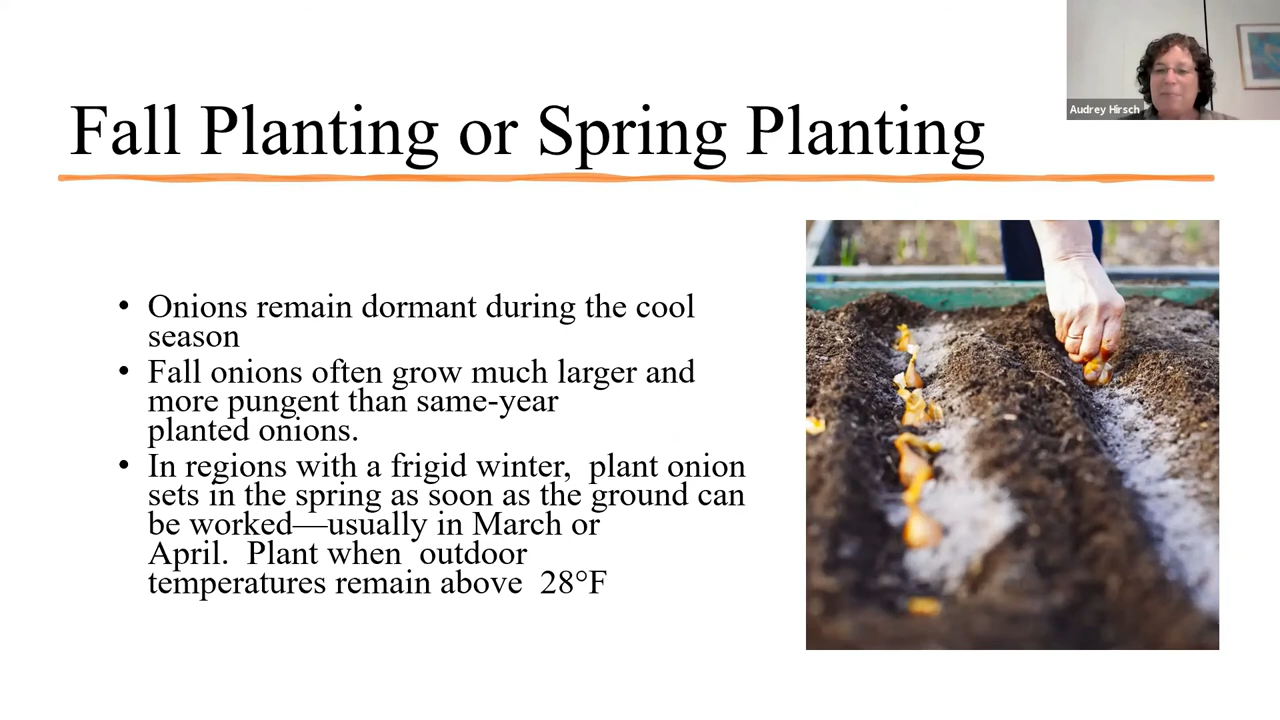 Audrey Hirsch
Fall Planting or Spring Planting
• Onions remain dormant during the cool
season
• Fall onions often grow much larger and
more pungent than same-year
planted onions.
• In regions with a frigid winter,  plant onion
sets in the spring as soon as the ground can
be worked—usually in March or
April.  Plant when  outdoor
temperatures remain above  28°F